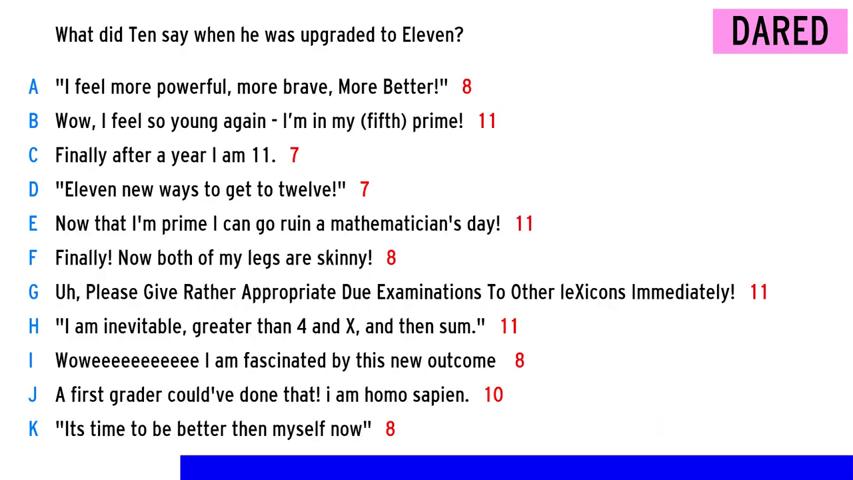 What did Ten say when he was upgraded to Eleven?
DARED
A "I feel more powerful, more brave, More Better!" 8
B Wow, I feel so young again - I'm in my (fifth) prime! 11
C Finally after a year I am 11. 7
D "Eleven new ways to get to twelve!" 7
E Now that I'm prime I can go ruin a mathematician's day! 11
F Finally! Now both of my legs are skinny! 8
G Uh, Please Give Rather Appropriate Due Examinations To Other leXicons Immediately! 11
H "I am inevitable, greater than 4 and X, and then sum." 11
I Woweeeeeeeeeee I am fascinated by this new outcome 8
J A first grader could've done that! i am homo sapien. 10
K "Its time to be better then myself now" 8